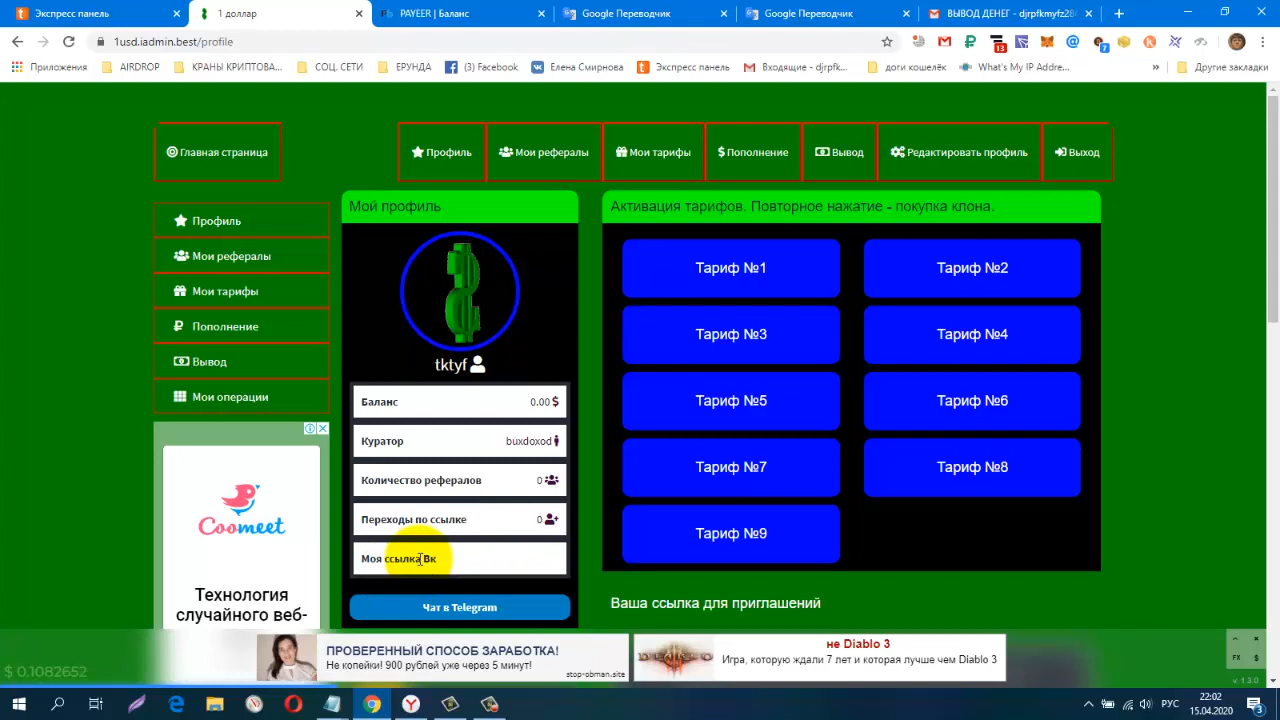 Экспресс панель
1 доллар
PAYEER | Баланс
Google Переводчик
Google Переводчик
ВЫВОД ДЕНЕГ - djrpfkmyfz28
1usd.iadmin.best/profile
13
7
Приложения
AIRDROP
КРАНЫ КРИПТОВА...
СОЦ. СЕТИ
ЕРУНДА
(3) Facebook
Елена Смирнова
Экспресс панель
Входящие - djrpfk...
доги кошелёк
What's My IP Addre...
»
Другие закладки
Главная страница
Профиль
Мои рефералы
Мои тарифы
$ Пополнение
Вывод
Редактировать профиль
Выход
Профиль
Мои рефералы
Мои тарифы
Пополнение
Вывод
Мои операции
Coomeet
Технология
случайного веб-
Мой профиль
tktyf
Баланс 0.00 $
Куратор buxdoxod
Количество рефералов 0
Переходы по ссылке 0
Моя ссылка Вк
Чат в Telegram
Активация тарифов. Повторное нажатие - покупка клона.
Тариф №1
Тариф №2
Тариф №3
Тариф №4
Тариф №5
Тариф №6
Тариф №7
Тариф №8
Тариф №9
Ваша ссылка для приглашений
$ 0.1082652
ПРОВЕРЕННЫЙ СПОСОБ ЗАРАБОТКА!
Не копейки! 900 рублей уже через 5 минут!
stop-obman.site
не Diablo 3
Игра, которую ждали 7 лет и которая лучше чем Diablo 3
FX $
v 1.3.0
РУС
22:02
15.04.2020
3